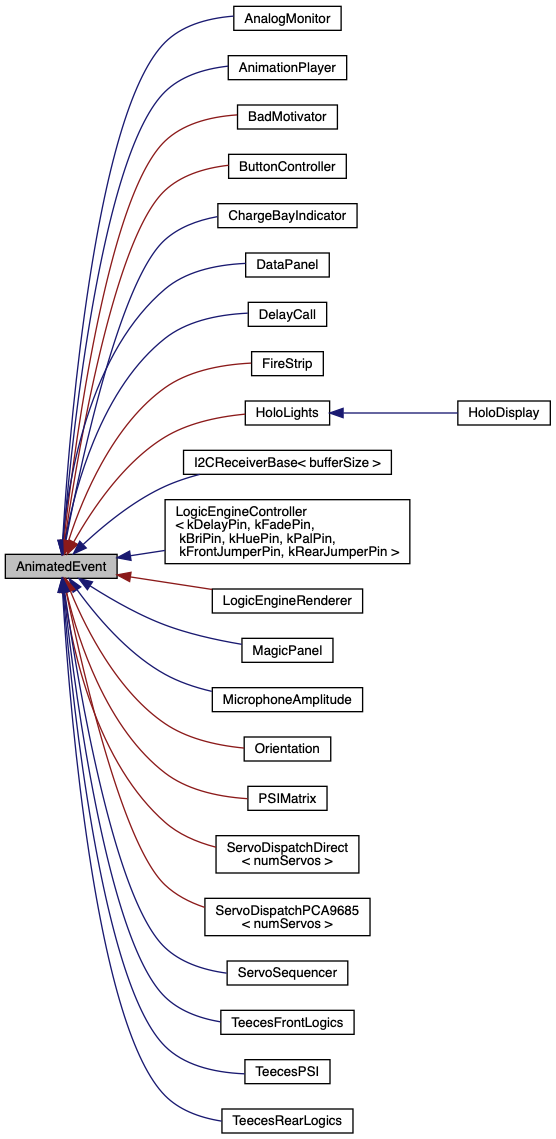 AnalogMonitor
AnimationPlayer
BadMotivator
ButtonController
ChargeBayIndicator
DataPanel
DelayCall
FireStrip
HoloLights
HoloDisplay
I2CReceiverBase< bufferSize >
LogicEngineController
< kDelayPin, kFadePin,
kBriPin, kHuePin, kPalPin,
kFrontJumperPin, kRearJumperPin >
AnimatedEvent
LogicEngineRenderer
MagicPanel
MicrophoneAmplitude
Orientation
PSIMatrix
ServoDispatchDirect
< numServos >
ServoDispatchPCA9685
< numServos >
ServoSequencer
TeecesFrontLogics
TeecesPSI
TeecesRearLogics